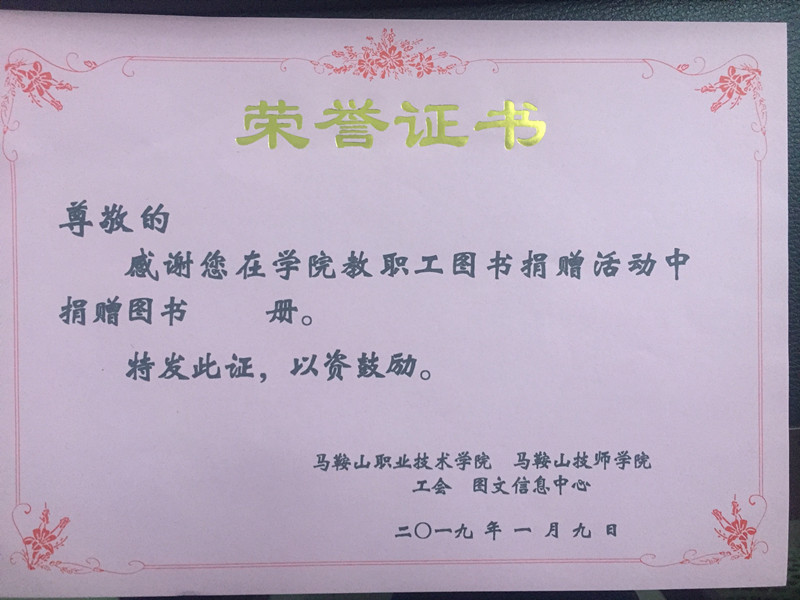 荣誉证书
尊敬的
感谢您在学院教职工图书捐赠活动中
捐赠图书 册。
特发此证，以资鼓励。
马鞍山职业技术学院 马鞍山技师学院
工会 图文信息中心
二〇一九 年 一 月 九 日